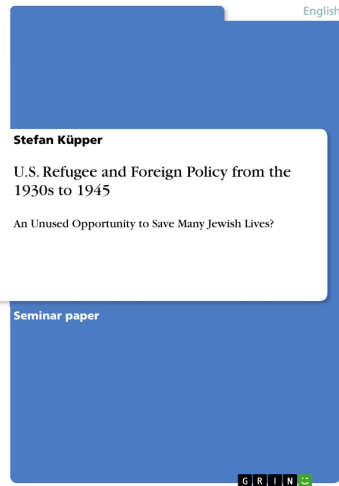 English
Stefan Küpper
U.S. Refugee and Foreign Policy from the
1930s to 1945
An Unused Opportunity to Save Many Jewish Lives?
Seminar paper
GRIN